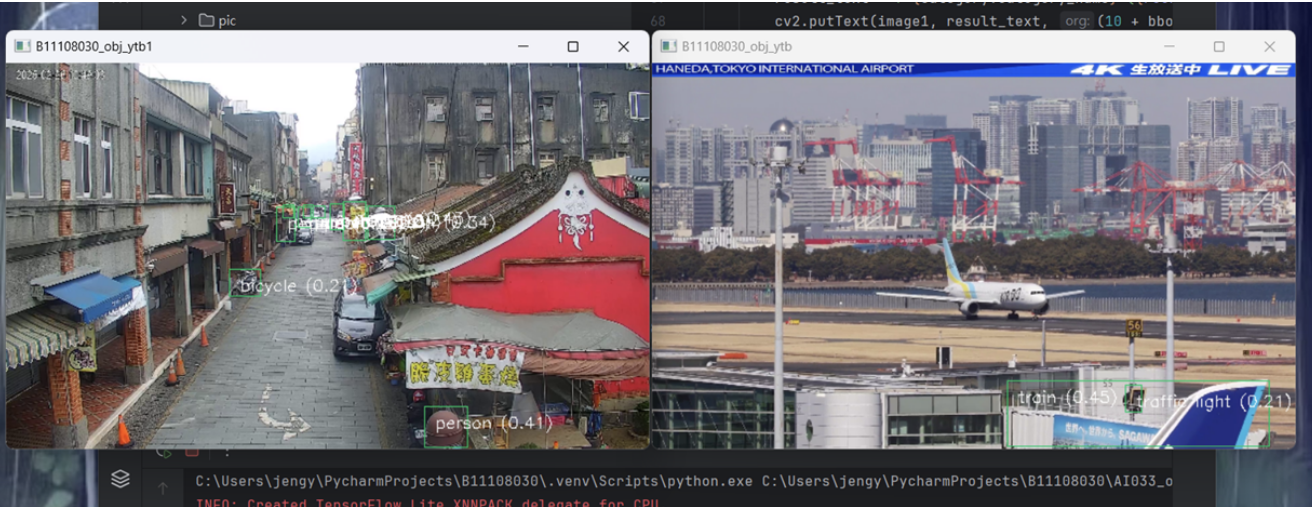 pic
68
cv2.putText(image1, result_text, org: (10 + bbo
B11108030_obj_ytb1
B11108030_obj_ytb
HANEDA,TOKYO INTERNATIONAL AIRPORT
4K 生放送中 LIVE
bicycle (0.21)
person (0.41)
56
train (0.45)
traffic light (0.21)
C:\Users\jengy\PycharmProjects\B11108030\.venv\Scripts\python.exe C:\Users\jengy\PycharmProjects\B11108030\AI033_o
INFO: Created TensorFlow Lite XNNPACK delegate for CPU.